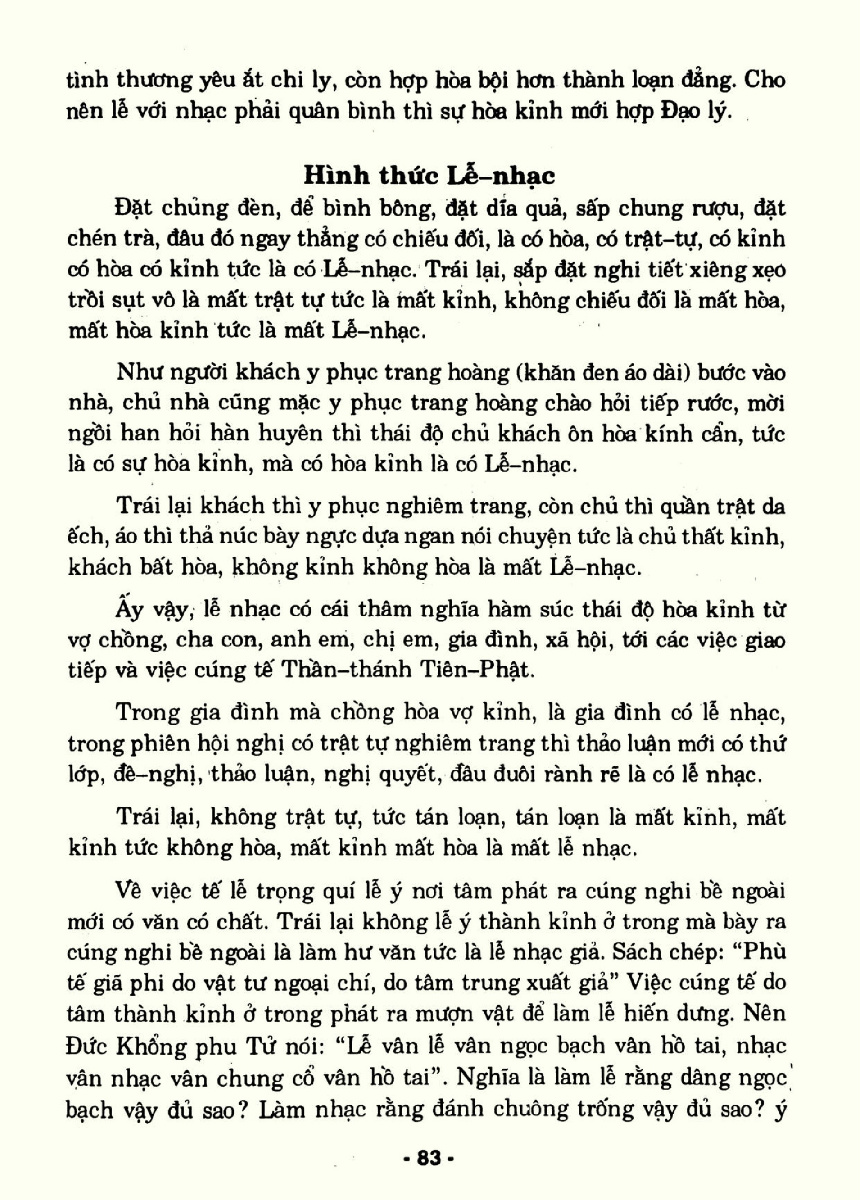 tình thương yêu ắt chi ly, còn hợp hòa bội hơn thành loạn đẳng. Cho
nên lễ với nhạc phải quân bình thì sự hòa kỉnh mới hợp Đạo lý.
Hình thức Lễ–nhạc
Đặt chủng đèn, để bình bông, đặt dĩa quả, sấp chung rượu, đặt
chén trà, đâu đó ngay thẳng có chiếu đối, là có hòa, có trật–tự, có kỉnh
có hòa có kỉnh tức là có Lễ–nhạc. Trái lại, sắp đặt nghi tiết xiêng xẹo
trồi sụt vô là mất trật tự tức là mất kỉnh, không chiếu đối là mất hòa,
mất hòa kỉnh tức là mất Lễ–nhạc.
Như người khách y phục trang hoàng (khăn đen áo dài) bước vào
nhà, chủ nhà cũng mặc y phục trang hoàng chào hỏi tiếp rước, mời
ngồi han hỏi hàn huyên thì thái độ chủ khách ôn hòa kính cẩn, tức
là có sự hòa kỉnh, mà có hòa kỉnh là có Lễ–nhạc.
Trái lại khách thì y phục nghiêm trang, còn chủ thì quần trật da
ếch, áo thì thả núc bày ngực dựa ngan nói chuyện tức là chủ thất kỉnh,
khách bất hòa, không kỉnh không hòa là mất Lễ–nhạc.
Ấy vậy, lễ nhạc có cái thâm nghĩa hàm súc thái độ hòa kỉnh từ
vợ chồng, cha con, anh em, chị em, gia đình, xã hội, tới các việc giao
tiếp và việc cúng tế Thần–thánh Tiên–Phật.
Trong gia đình mà chồng hòa vợ kỉnh, là gia đình có lễ nhạc,
trong phiên hội nghị có trật tự nghiêm trang thì thảo luận mới có thứ
lớp, đề–nghị, thảo luận, nghị quyết, đầu đuôi rành rẽ là có lễ nhạc.
Trái lại, không trật tự, tức tán loạn, tán loạn là mất kỉnh, mất
kỉnh tức không hòa, mất kỉnh mất hòa là mất lễ nhạc.
Về việc tế lễ trọng quí lễ ý nơi tâm phát ra cúng nghi bề ngoài
mới có văn có chất. Trái lại không lễ ý thành kỉnh ở trong mà bày ra
cúng nghi bề ngoài là làm hư văn tức là lễ nhạc giả. Sách chép: “Phù
tế giã phi do vật tư ngoại chí, do tâm trung xuất giả” Việc cúng tế do
tâm thành kỉnh ở trong phát ra mượn vật để làm lễ hiến dưng. Nên
Đức Khổng phu Tử nói: “Lễ vân lễ vân ngọc bạch vân hồ tai, nhạc
vân nhạc vân chung cổ vân hồ tai”. Nghĩa là làm lễ rằng dâng ngọc
bạch vậy đủ sao? Làm nhạc rằng đánh chuông trống vậy đủ sao? ý
- 83 -